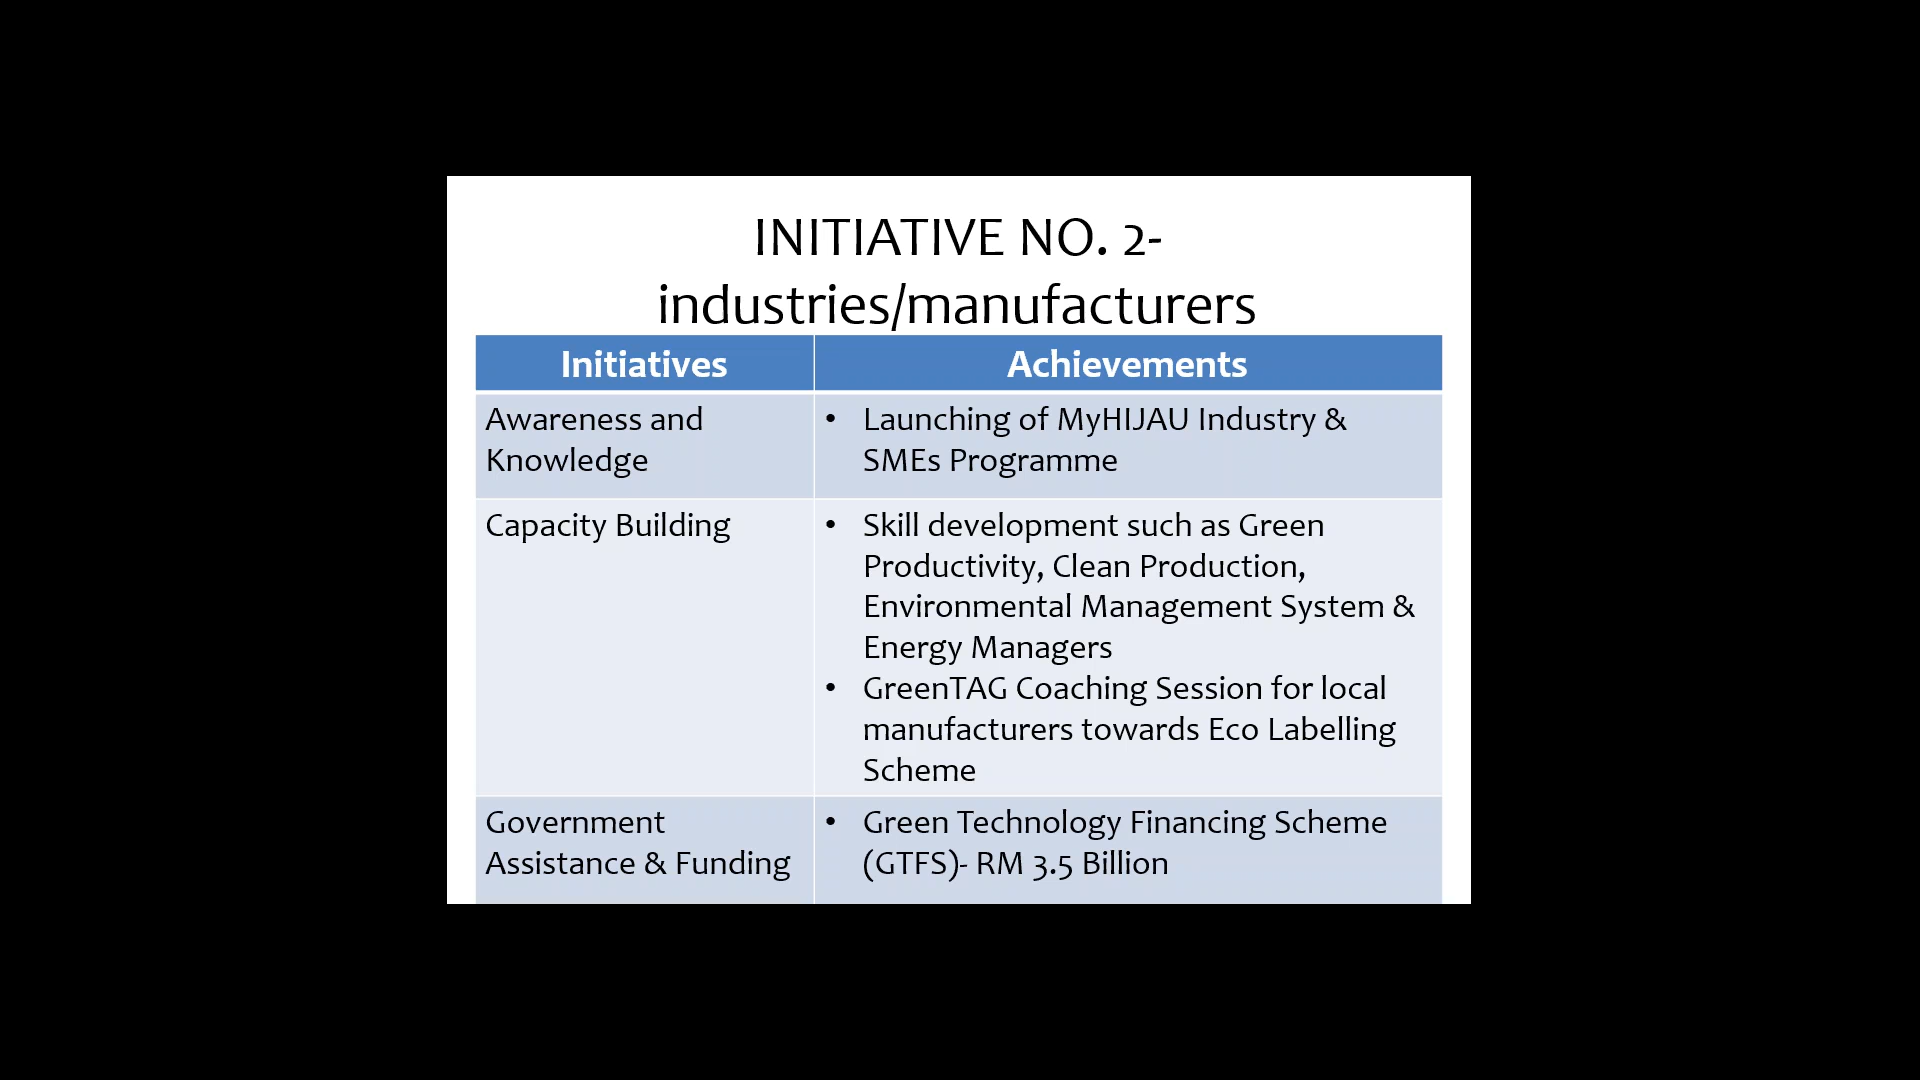 INITIATIVE NO. 2-
industries/manufacturers
Initiatives
Achievements
Awareness and
Knowledge
• Launching of MyHIJAU Industry &
SMEs Programme
Capacity Building
• Skill development such as Green
Productivity, Clean Production,
Environmental Management System &
Energy Managers
• GreenTAG Coaching Session for local
manufacturers towards Eco Labelling
Scheme
Government
Assistance & Funding
• Green Technology Financing Scheme
(GTFS)- RM 3.5 Billion